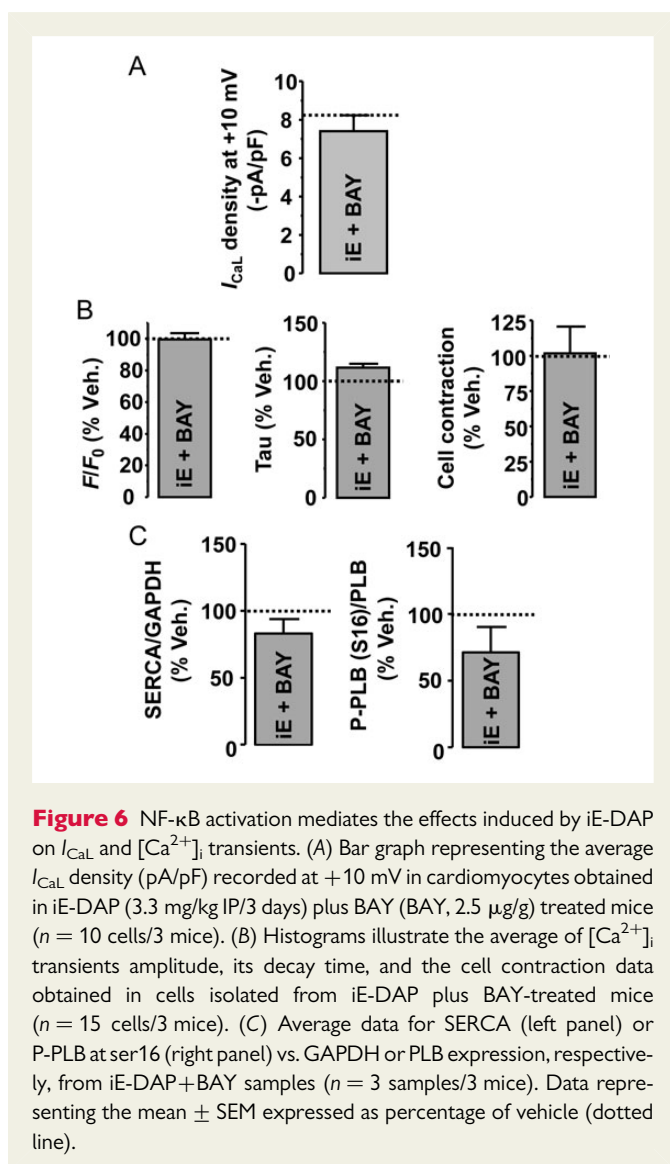 A
I_CaL density at +10 mV
(-pA/pF)
10
8
6
4
2
0
iE + BAY
B
F/F₀ (% Veh.)
100
80
60
40
20
0
iE + BAY
Tau (% Veh.)
150
100
50
0
iE + BAY
Cell contraction
(% Veh.)
125
100
75
50
25
0
iE + BAY
C
SERCA/GAPDH
(% Veh.)
150
100
50
0
iE + BAY
P-PLB (S16)/PLB
(% Veh.)
150
100
50
0
iE + BAY
Figure 6 NF-κB activation mediates the effects induced by iE-DAP
on I_CaL and [Ca²⁺]ᵢ transients. (A) Bar graph representing the average
I_CaL density (pA/pF) recorded at +10 mV in cardiomyocytes obtained
in iE-DAP (3.3 mg/kg IP/3 days) plus BAY (BAY, 2.5 μg/g) treated mice
(n = 10 cells/3 mice). (B) Histograms illustrate the average of [Ca²⁺]ᵢ
transients amplitude, its decay time, and the cell contraction data
obtained in cells isolated from iE-DAP plus BAY-treated mice
(n = 15 cells/3 mice). (C) Average data for SERCA (left panel) or
P-PLB at ser16 (right panel) vs. GAPDH or PLB expression, respective-
ly, from iE-DAP+BAY samples (n = 3 samples/3 mice). Data repre-
senting the mean ± SEM expressed as percentage of vehicle (dotted
line).